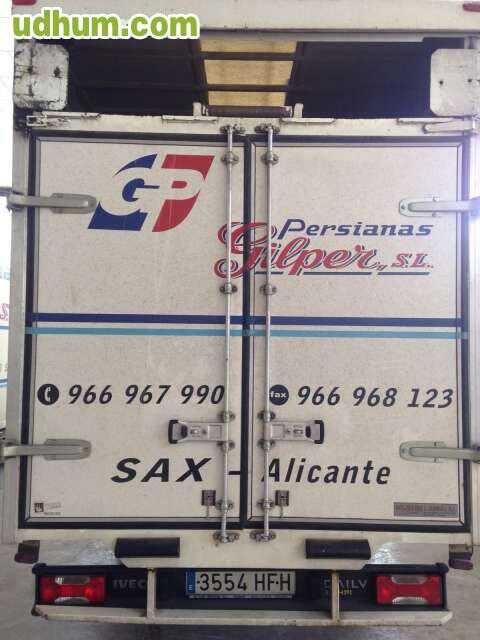 udhum.com
GP
Persianas
Gilper, S.L.
966 967 990
fax 966 968 123
SAX - Alicante
IVECO
E 3554 HFH
DAILY